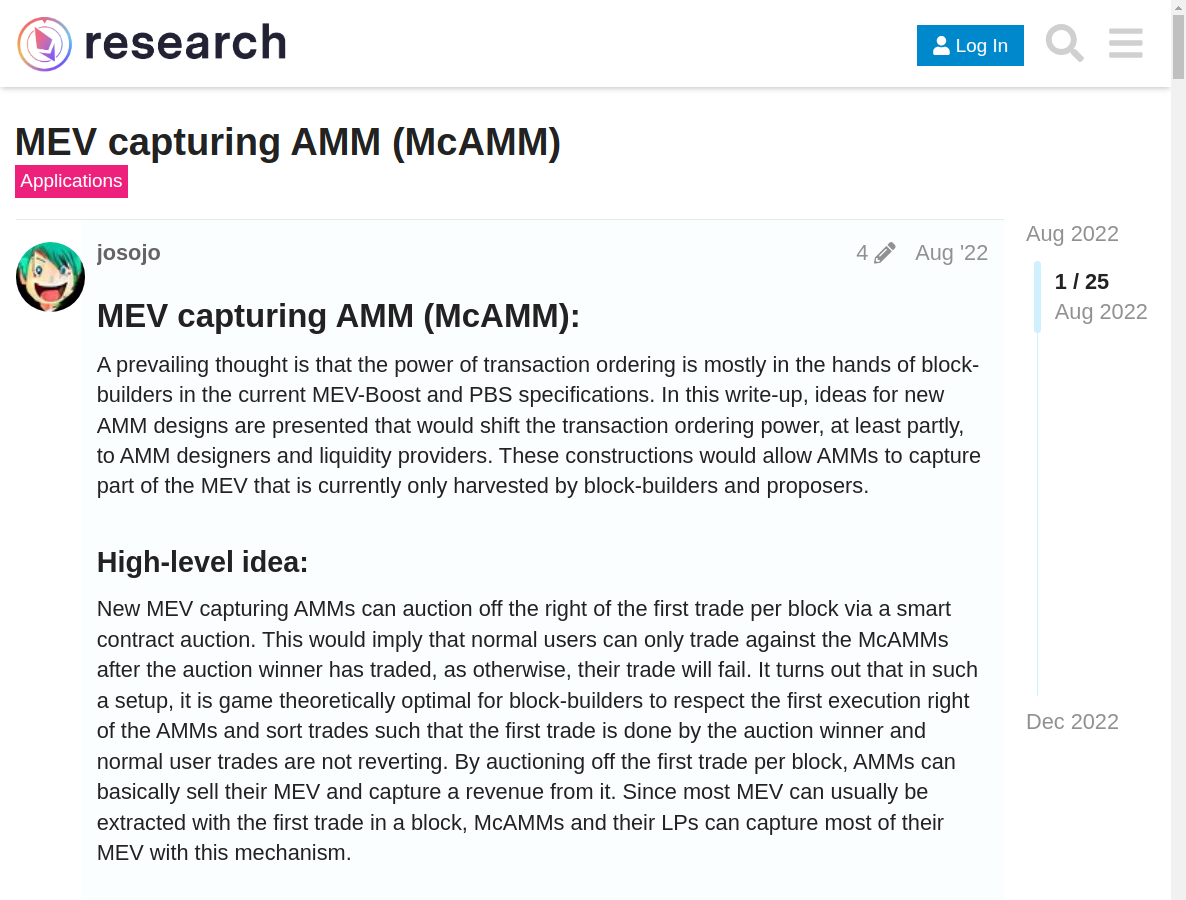 research
Log In
MEV capturing AMM (McAMM)
Applications
josojo
4
Aug '22
MEV capturing AMM (McAMM):
A prevailing thought is that the power of transaction ordering is mostly in the hands of block-
builders in the current MEV-Boost and PBS specifications. In this write-up, ideas for new
AMM designs are presented that would shift the transaction ordering power, at least partly,
to AMM designers and liquidity providers. These constructions would allow AMMs to capture
part of the MEV that is currently only harvested by block-builders and proposers.
High-level idea:
New MEV capturing AMMs can auction off the right of the first trade per block via a smart
contract auction. This would imply that normal users can only trade against the McAMMs
after the auction winner has traded, as otherwise, their trade will fail. It turns out that in such
a setup, it is game theoretically optimal for block-builders to respect the first execution right
of the AMMs and sort trades such that the first trade is done by the auction winner and
normal user trades are not reverting. By auctioning off the first trade per block, AMMs can
basically sell their MEV and capture a revenue from it. Since most MEV can usually be
extracted with the first trade in a block, McAMMs and their LPs can capture most of their
MEV with this mechanism.
Aug 2022
1 / 25
Aug 2022
Dec 2022